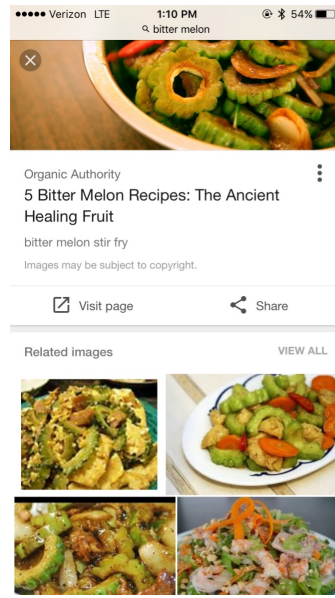 Verizon LTE 1:10 PM 54%
bitter melon
Organic Authority
5 Bitter Melon Recipes: The Ancient
Healing Fruit
bitter melon stir fry
Images may be subject to copyright.
Visit page Share
Related images VIEW ALL